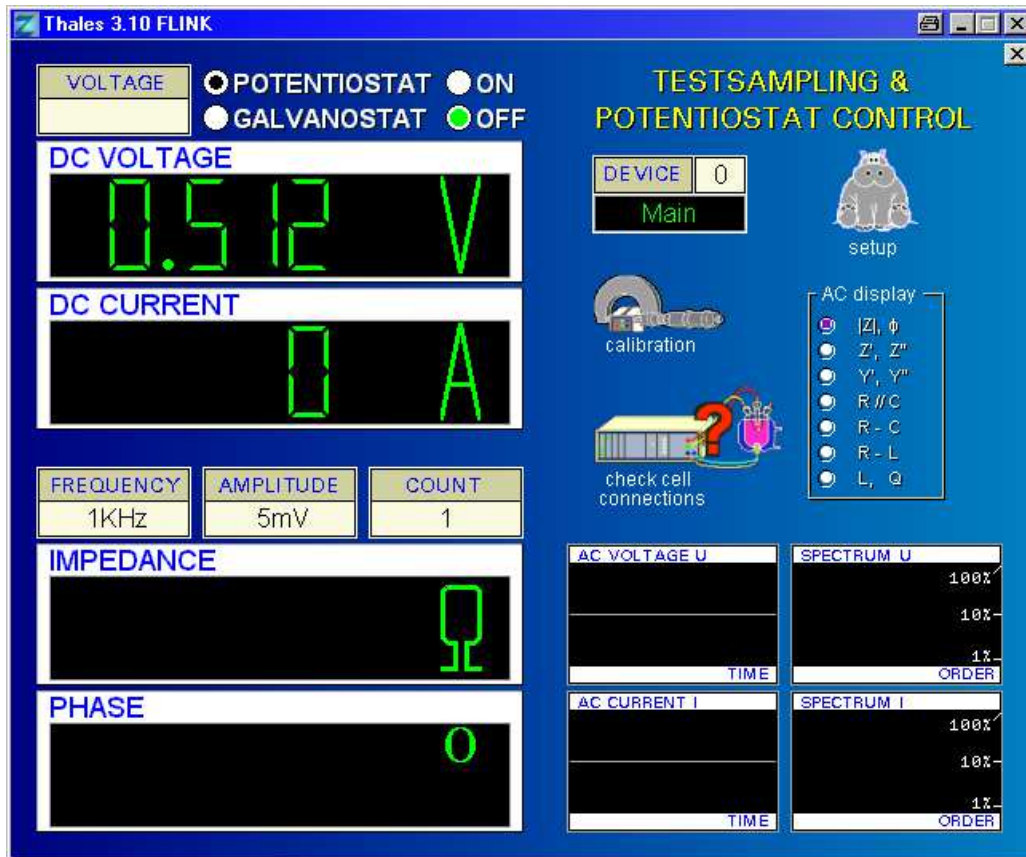 Thales 3.10 FLINK
VOLTAGE
POTENTIOSTAT ON
GALVANOSTAT OFF
TESTSAMPLING &
POTENTIOSTAT CONTROL
DC VOLTAGE
0.512 V
DEVICE 0
Main
setup
DC CURRENT
0 A
calibration
AC display
|Z|, ϕ
Z', Z"
Y', Y"
R//C
R - C
R - L
L, Q
check cell
connections
FREQUENCY
1KHz
AMPLITUDE
5mV
COUNT
1
IMPEDANCE
Ω
PHASE
o
AC VOLTAGE U
TIME
SPECTRUM U
100%
10%
1%
ORDER
AC CURRENT I
TIME
SPECTRUM I
100%
10%
1%
ORDER